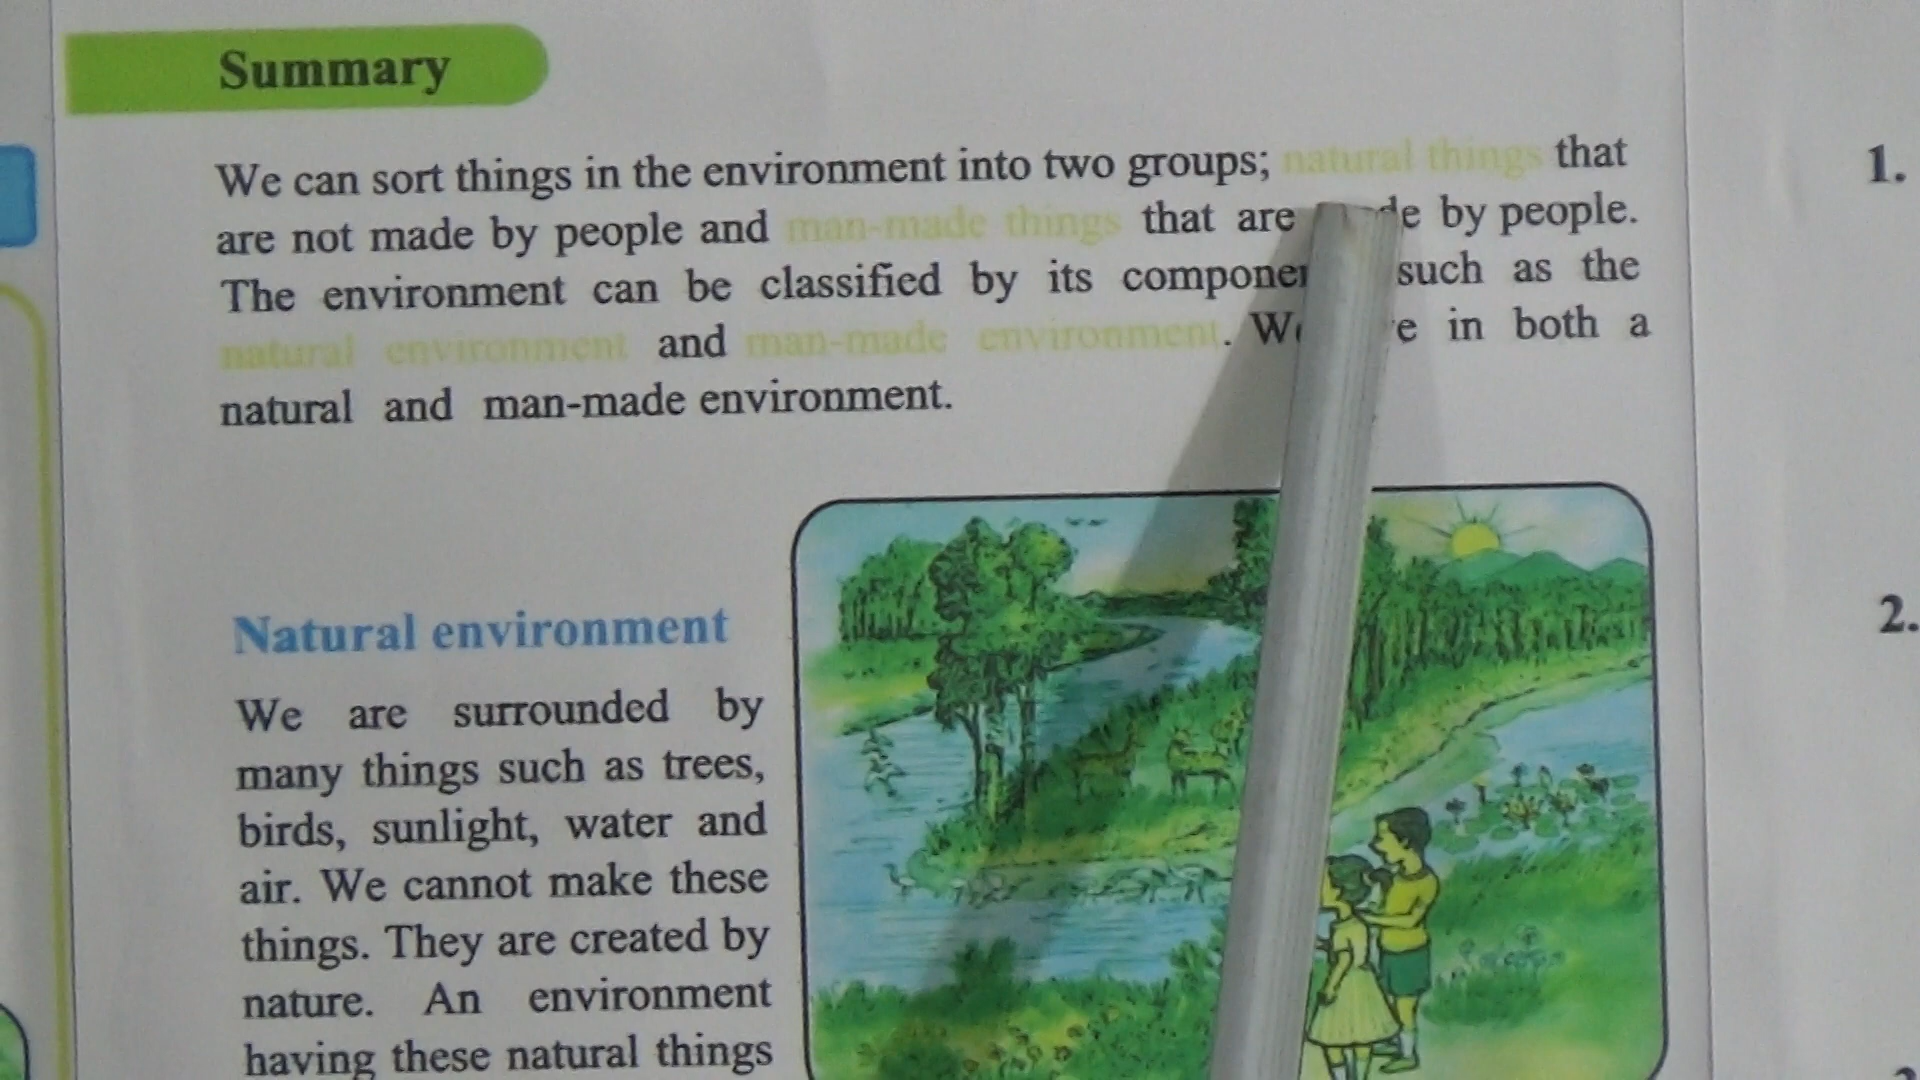 Summary
We can sort things in the environment into two groups; natural things that
are not made by people and man-made things that are by people.
The environment can be classified by its such as the
natural environment and man-made environment. in both a
natural and man-made environment.
Natural environment
We are surrounded by
many things such as trees,
birds, sunlight, water and
air. We cannot make these
things. They are created by
nature. An environment
having these natural things
1.
2.